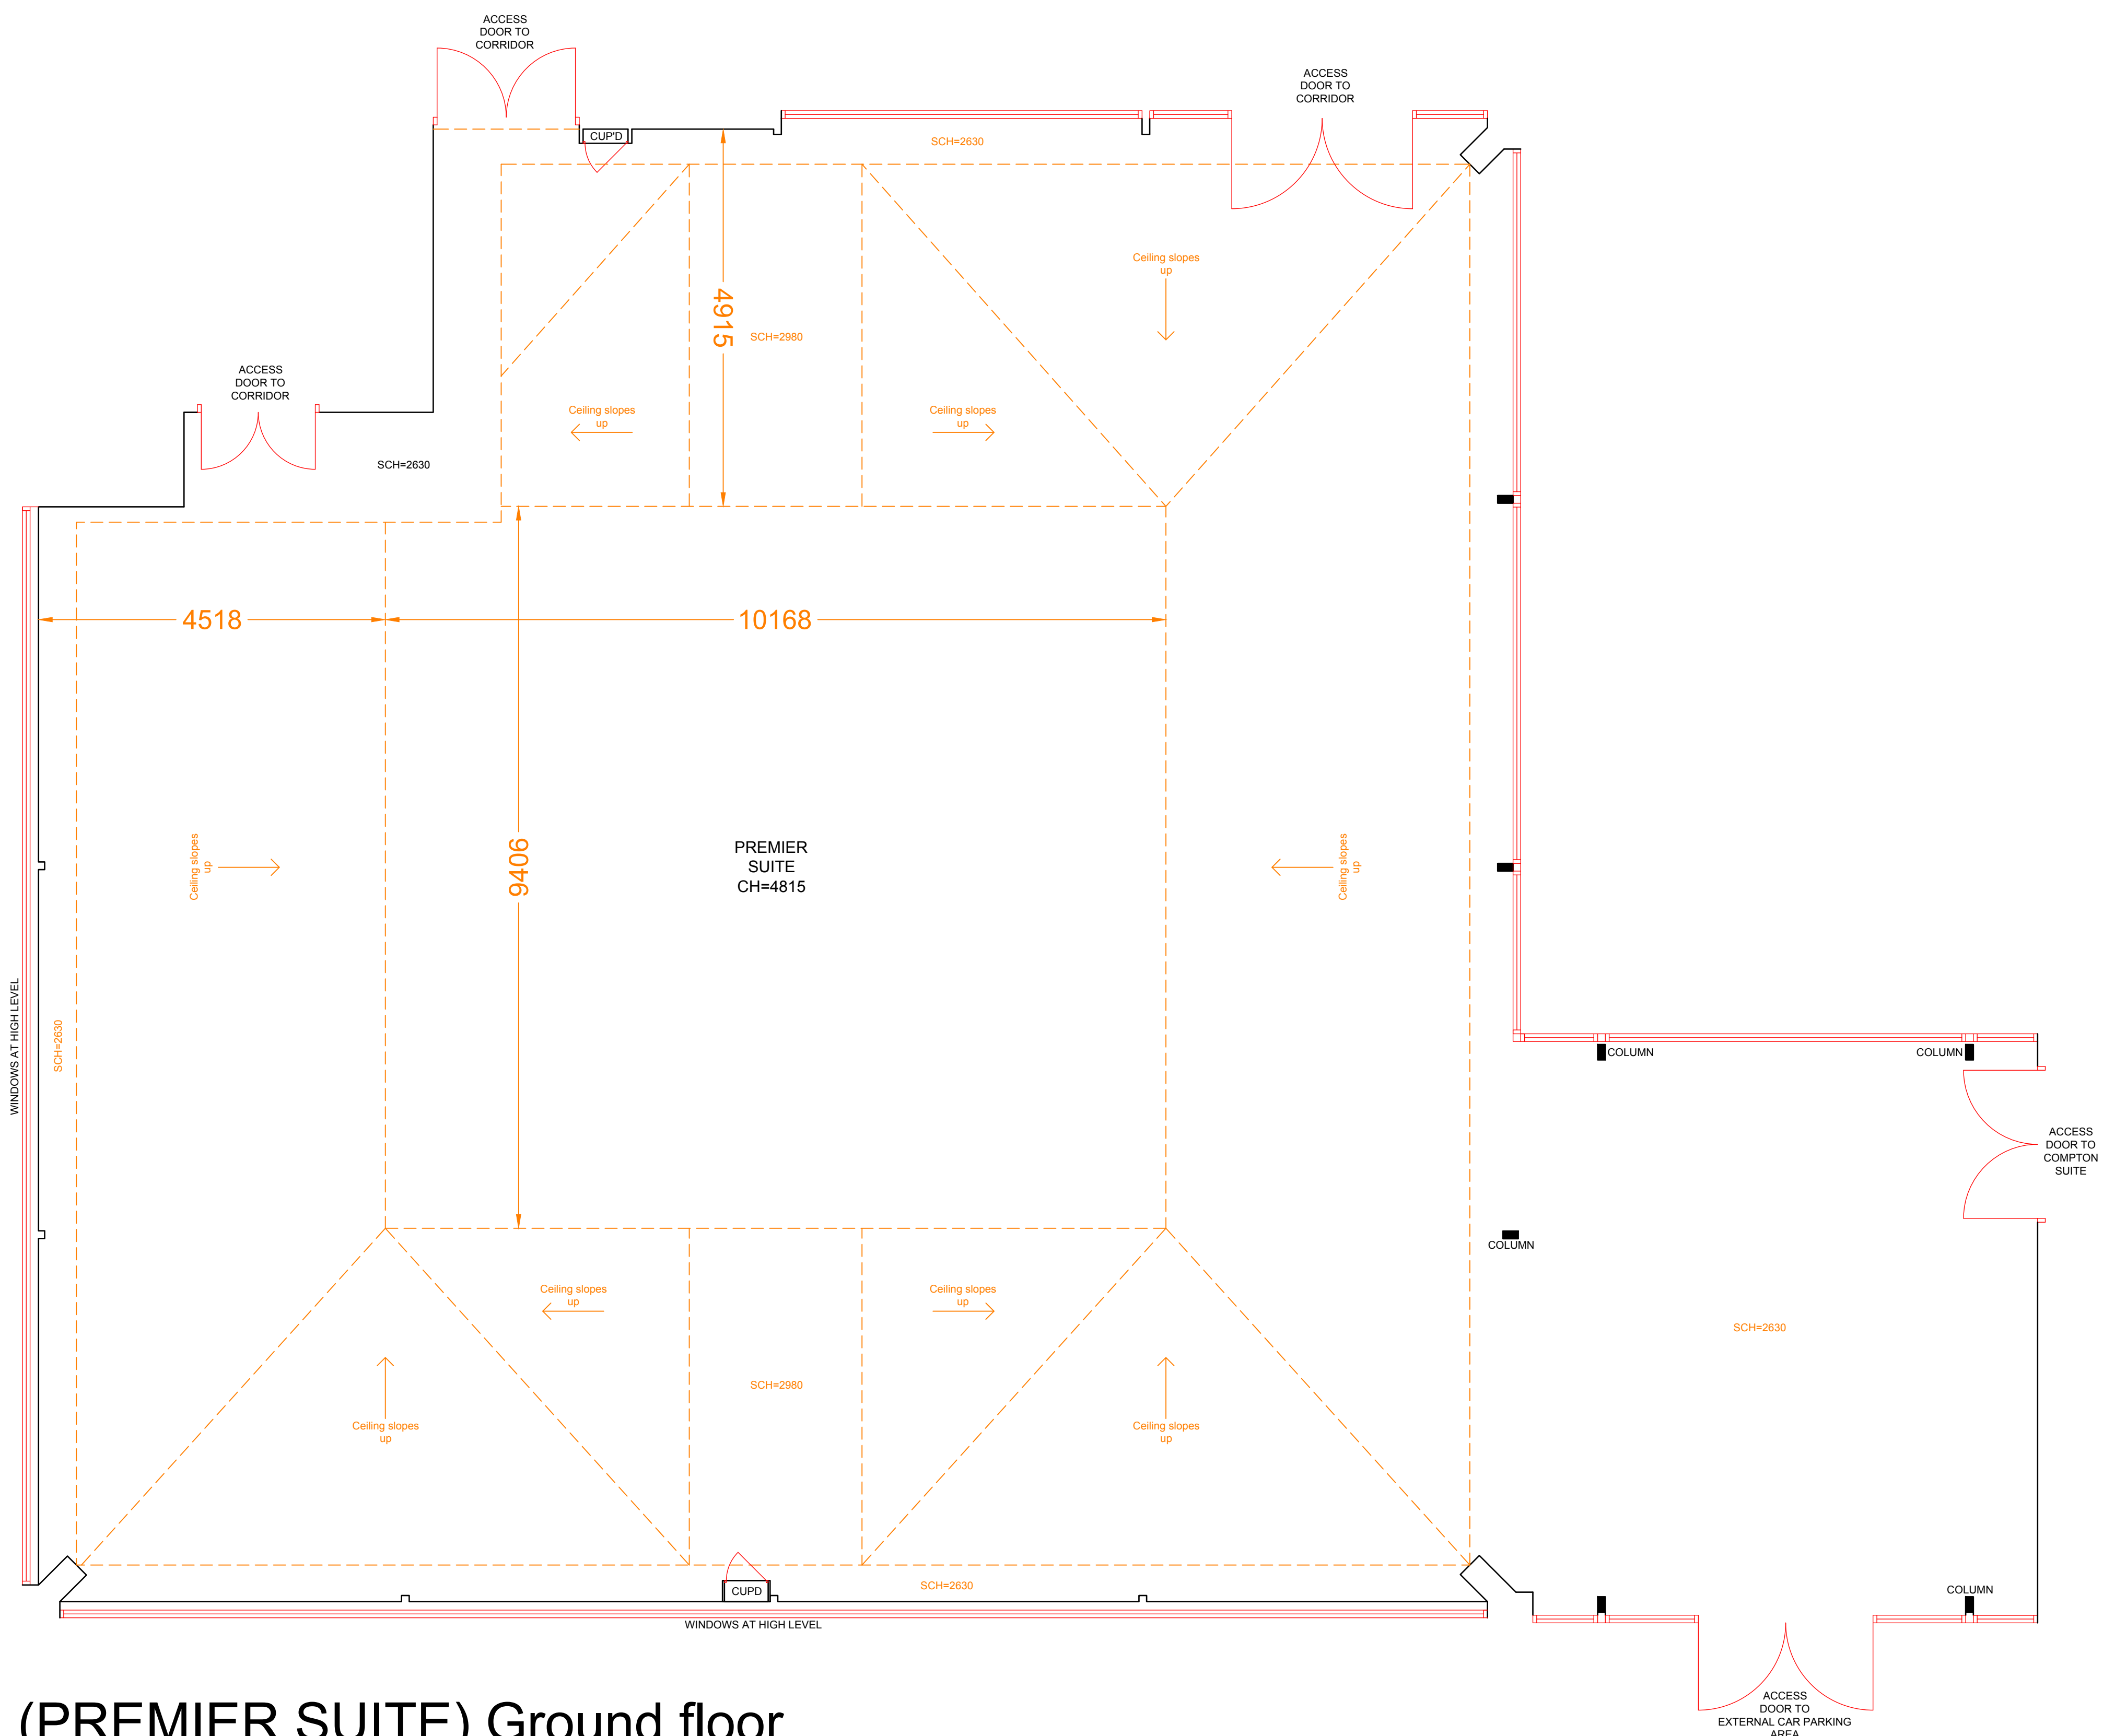 ACCESS
DOOR TO
CORRIDOR
ACCESS
DOOR TO
CORRIDOR
CUP'D
SCH=2630
Ceiling slopes
up
4915
SCH=2980
ACCESS
DOOR TO
CORRIDOR
Ceiling slopes
up
Ceiling slopes
up
SCH=2630
4518
10168
9406
PREMIER
SUITE
CH=4815
Ceiling slopes
up
Ceiling slopes
up
WINDOWS AT HIGH LEVEL
SCH=2630
COLUMN
COLUMN
ACCESS
DOOR TO
COMPTON
SUITE
COLUMN
Ceiling slopes
up
Ceiling slopes
up
SCH=2630
SCH=2980
Ceiling slopes
up
Ceiling slopes
up
CUPD
SCH=2630
COLUMN
WINDOWS AT HIGH LEVEL
ACCESS
DOOR TO
EXTERNAL CAR PARKING
AREA
(PREMIER SUITE) Ground floor